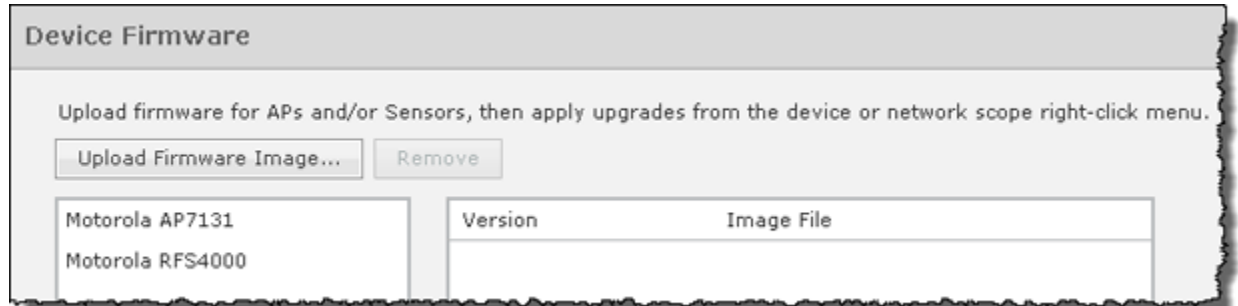 Device Firmware
Upload firmware for APs and/or Sensors, then apply upgrades from the device or network scope right-click menu.
Upload Firmware Image... Remove
Motorola AP7131
Motorola RFS4000
Version Image File